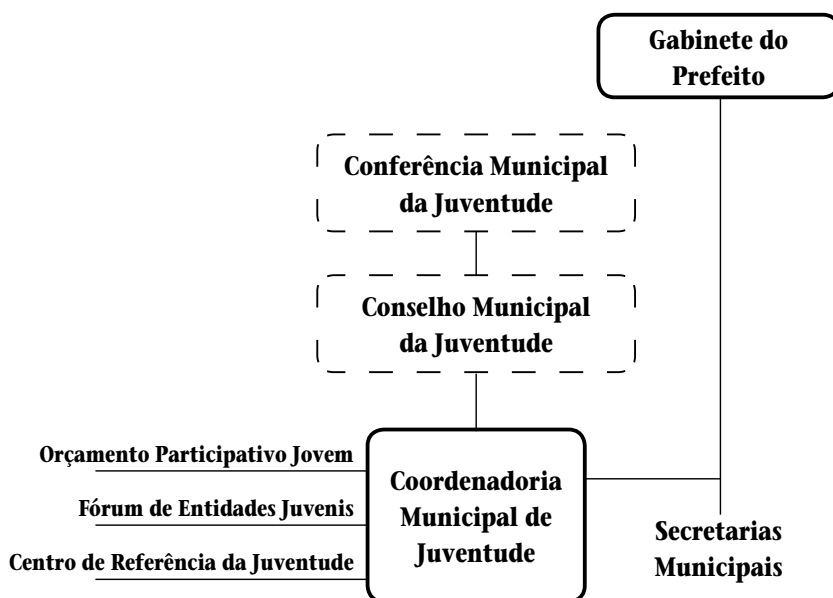 Gabinete do
Prefeito
Conferência Municipal
da Juventude
Conselho Municipal
da Juventude
Orçamento Participativo Jovem
Fórum de Entidades Juvenis
Centro de Referência da Juventude
Coordenadoria
Municipal de
Juventude
Secretarias
Municipais